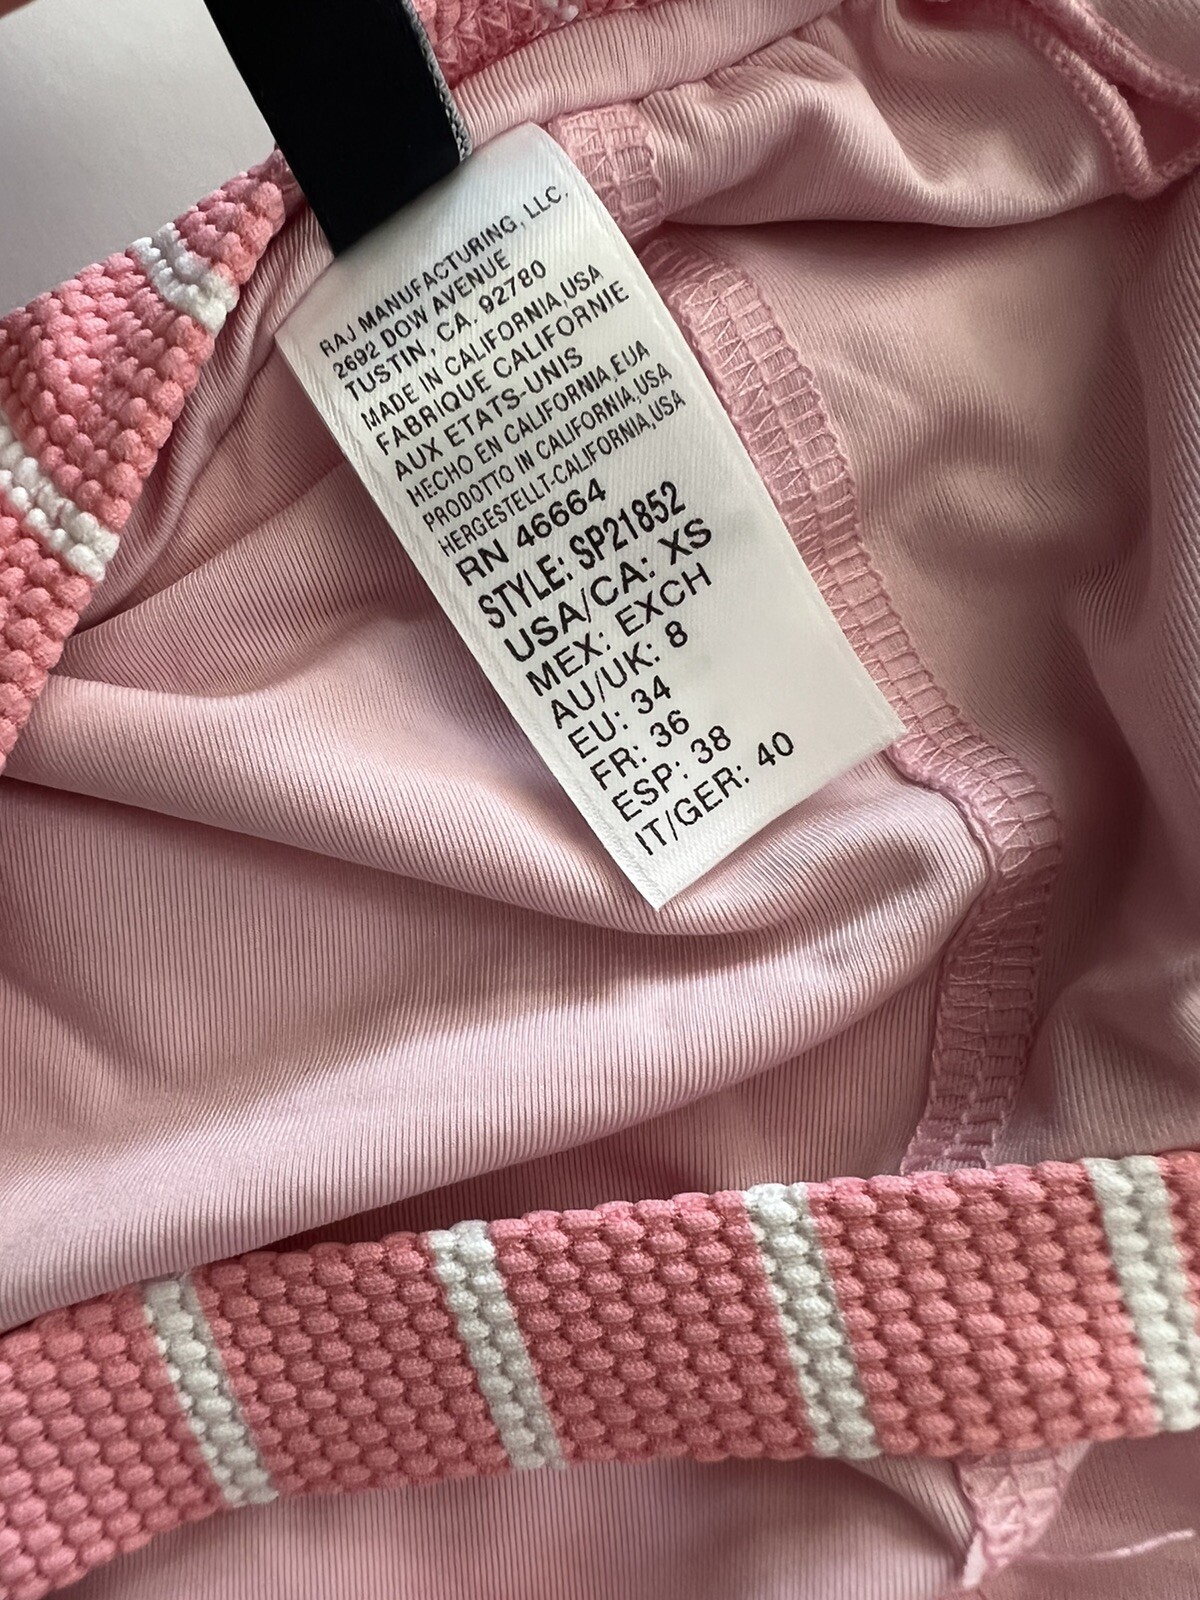 RAJ MANUFACTURING, LLC.
2692 DOW AVENUE
TUSTIN, CA. 92780
MADE IN CALIFORNIA,USA
FABRIQUE CALIFORNIE
AUX ETATS-UNIS
HECHO EN CALIFORNIA,EUA
PRODOTTO IN CALIFORNIA,USA
HERGESTELLT-CALIFORNIA,USA
RN 46664
STYLE: SP21852
USA/CA: XS
MEX: EXCH
AU/UK: 8
EU: 34
FR: 36
ESP: 38
IT/GER: 40